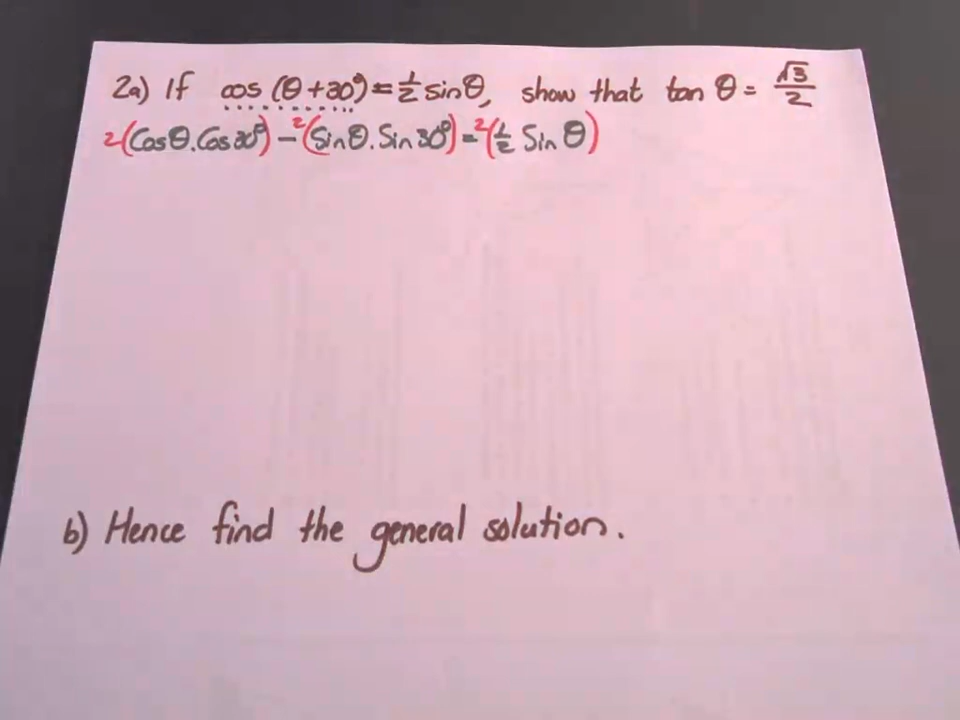 2a) If cos (θ+30°) = 1/2 sinθ, show that tan θ = √3/2
2(Cosθ.Cos30°) - 2(Sinθ.Sin30°) = 2(1/2 Sin θ)
b) Hence find the general solution.